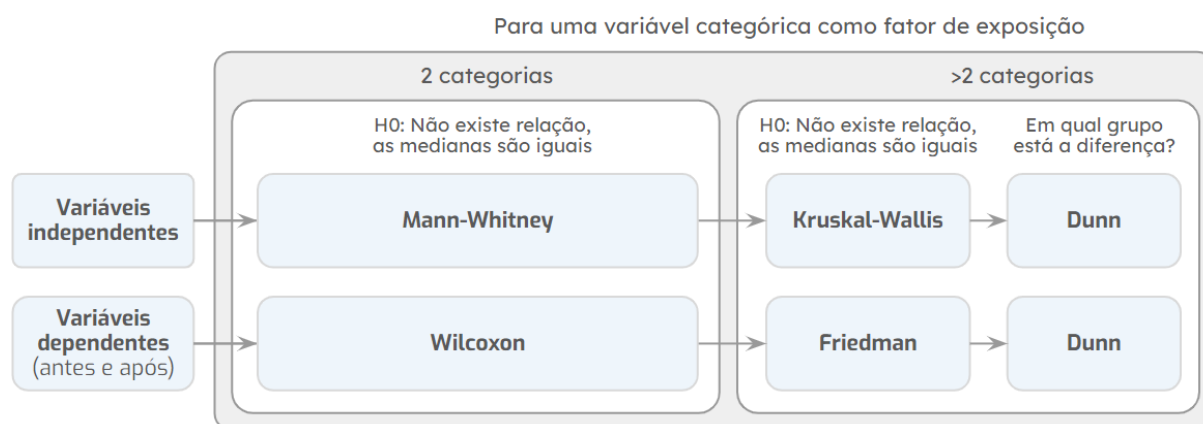 Para uma variável categórica como fator de exposição
2 categorias
>2 categorias
H0: Não existe relação,
as medianas são iguais
H0: Não existe relação,
as medianas são iguais
Em qual grupo
está a diferença?
Variáveis
independentes
Mann-Whitney
Kruskal-Wallis
Dunn
Variáveis
dependentes
(antes e após)
Wilcoxon
Friedman
Dunn